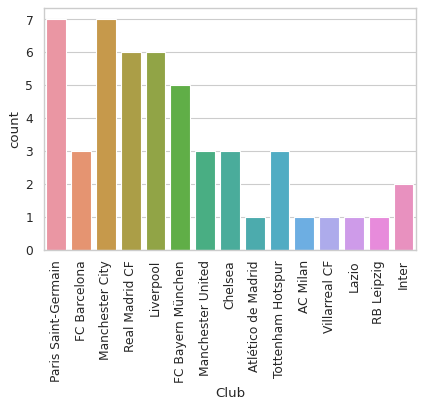 7
6
5
4
3
2
1
0
count
Paris Saint-Germain
FC Barcelona
Manchester City
Real Madrid CF
Liverpool
FC Bayern München
Manchester United
Chelsea
Atlético de Madrid
Tottenham Hotspur
AC Milan
Villarreal CF
Lazio
RB Leipzig
Inter
Club